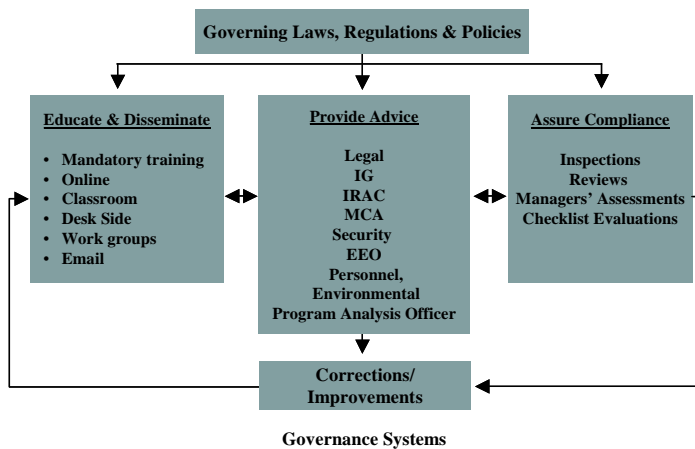 Governing Laws, Regulations & Policies
Educate & Disseminate
• Mandatory training
• Online
• Classroom
• Desk Side
• Work groups
• Email
Provide Advice
Legal
IG
IRAC
MCA
Security
EEO
Personnel,
Environmental
Program Analysis Officer
Assure Compliance
Inspections
Reviews
Managers’ Assessments
Checklist Evaluations
Corrections/
Improvements
Governance Systems